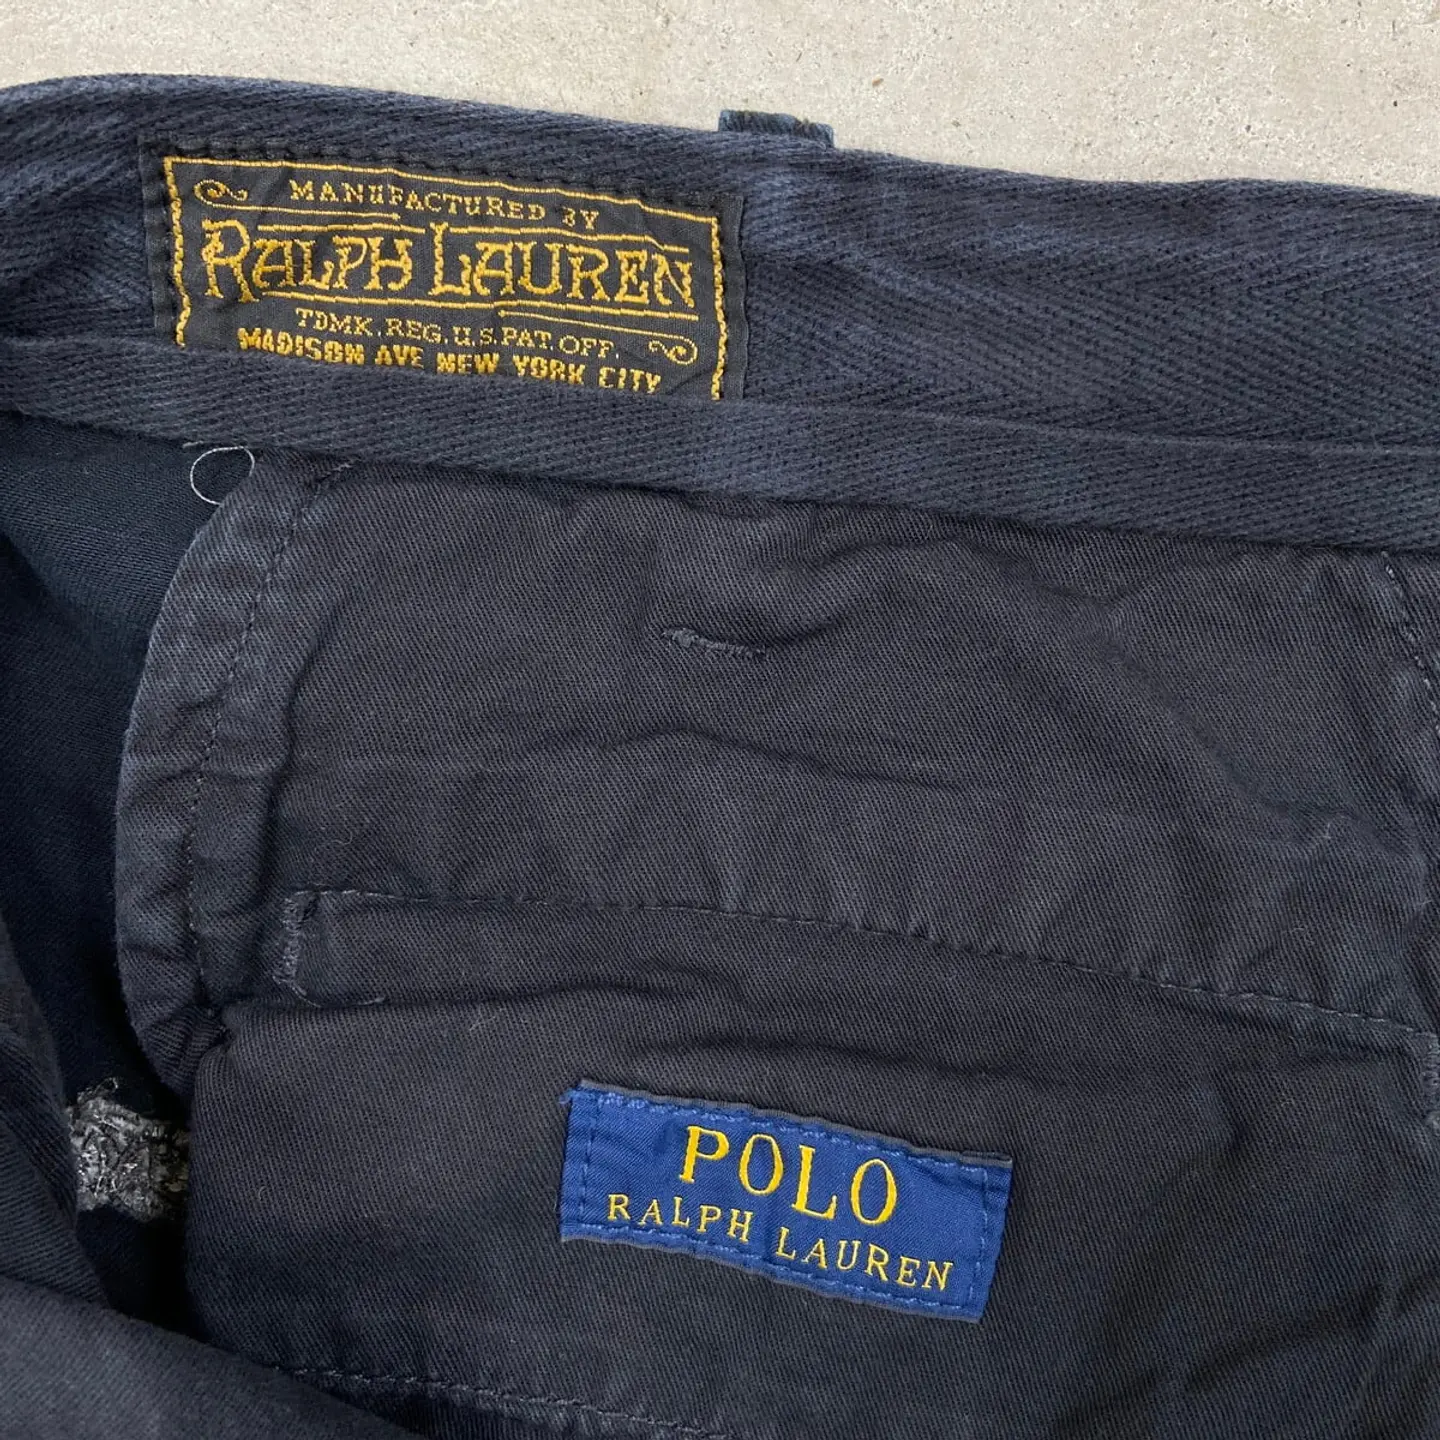 MANUFACTURED BY
RALPH LAUREN
TDMK. REG. U.S. PAT. OFF.
MADISON AVE NEW YORK CITY
POLO
RALPH LAUREN